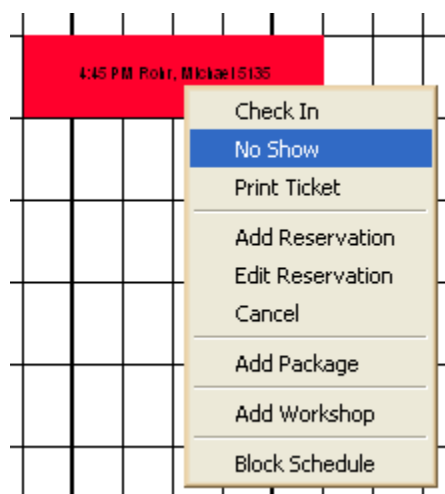 4:45 PM Rohr, Michael 5135
Check In
No Show
Print Ticket
Add Reservation
Edit Reservation
Cancel
Add Package
Add Workshop
Block Schedule